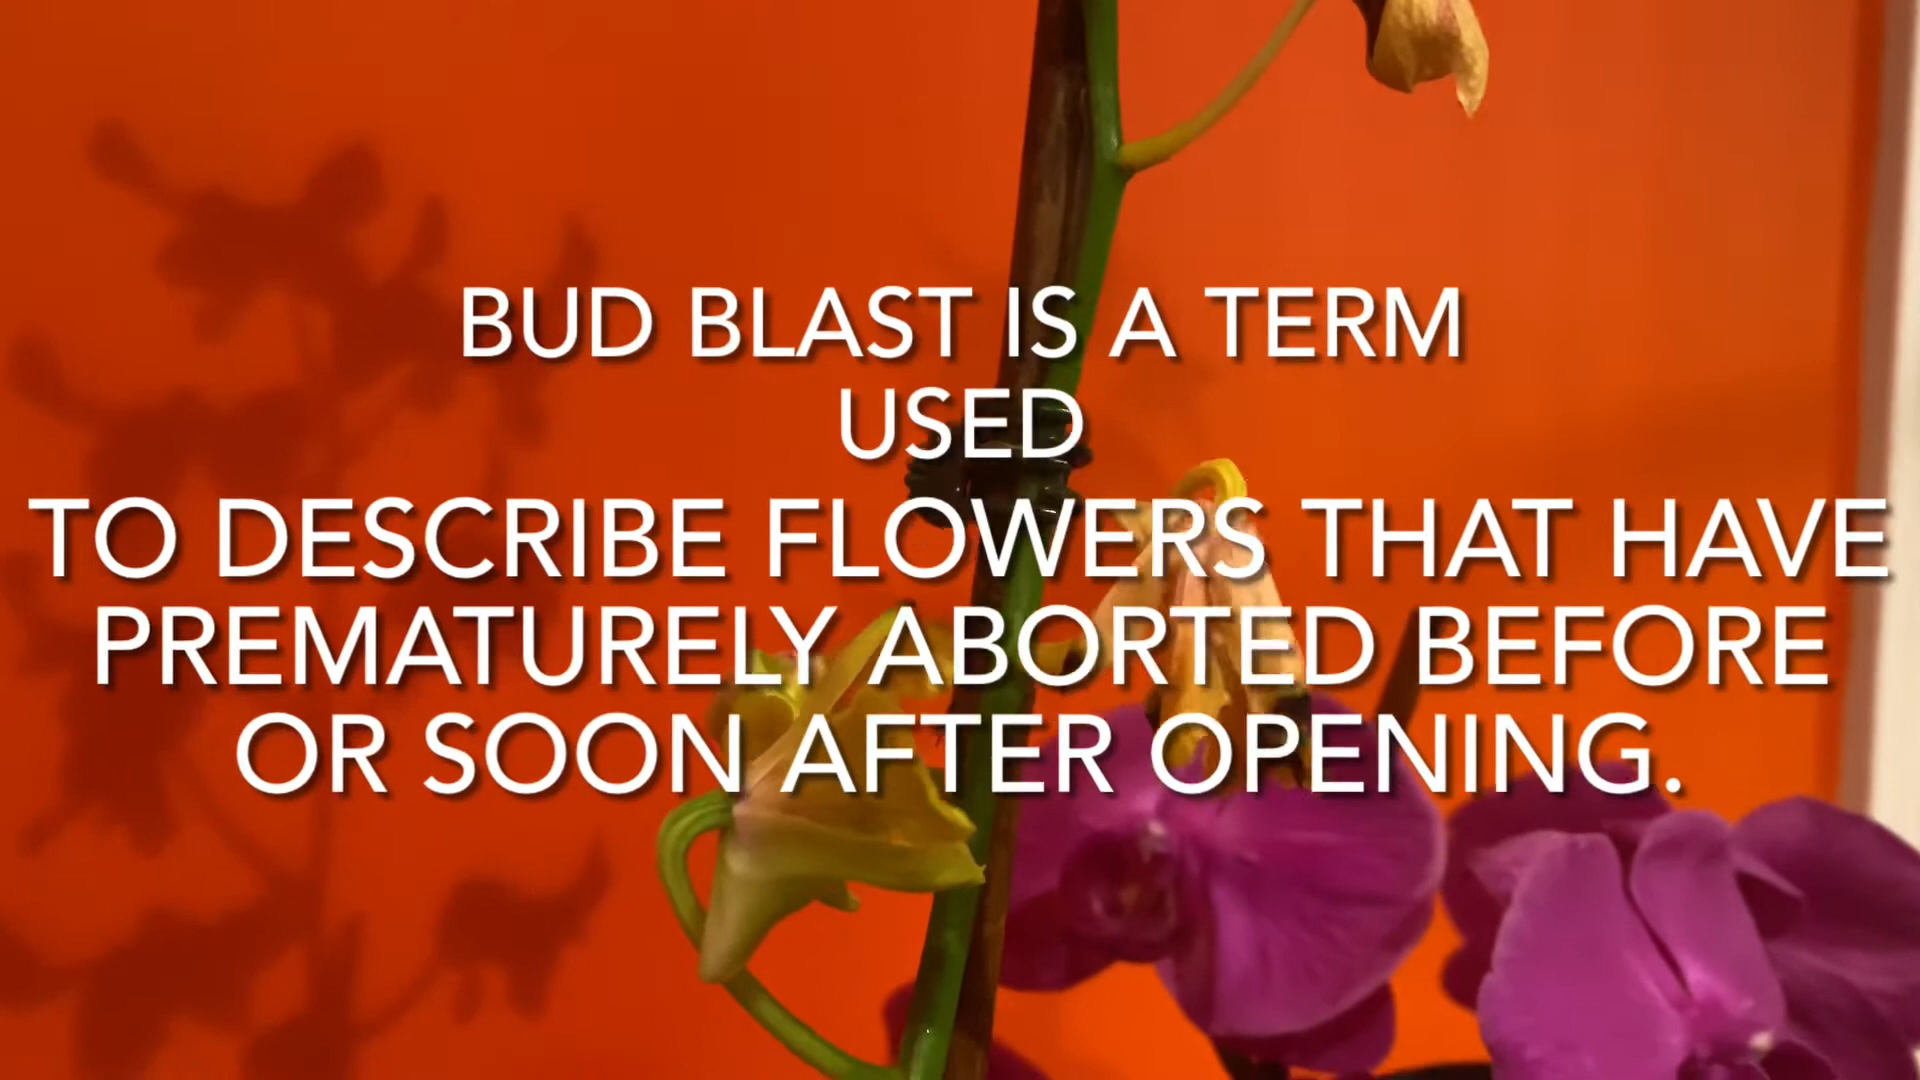 BUD BLAST IS A TERM
USED
TO DESCRIBE FLOWERS THAT HAVE
PREMATURELY ABORTED BEFORE
OR SOON AFTER OPENING.